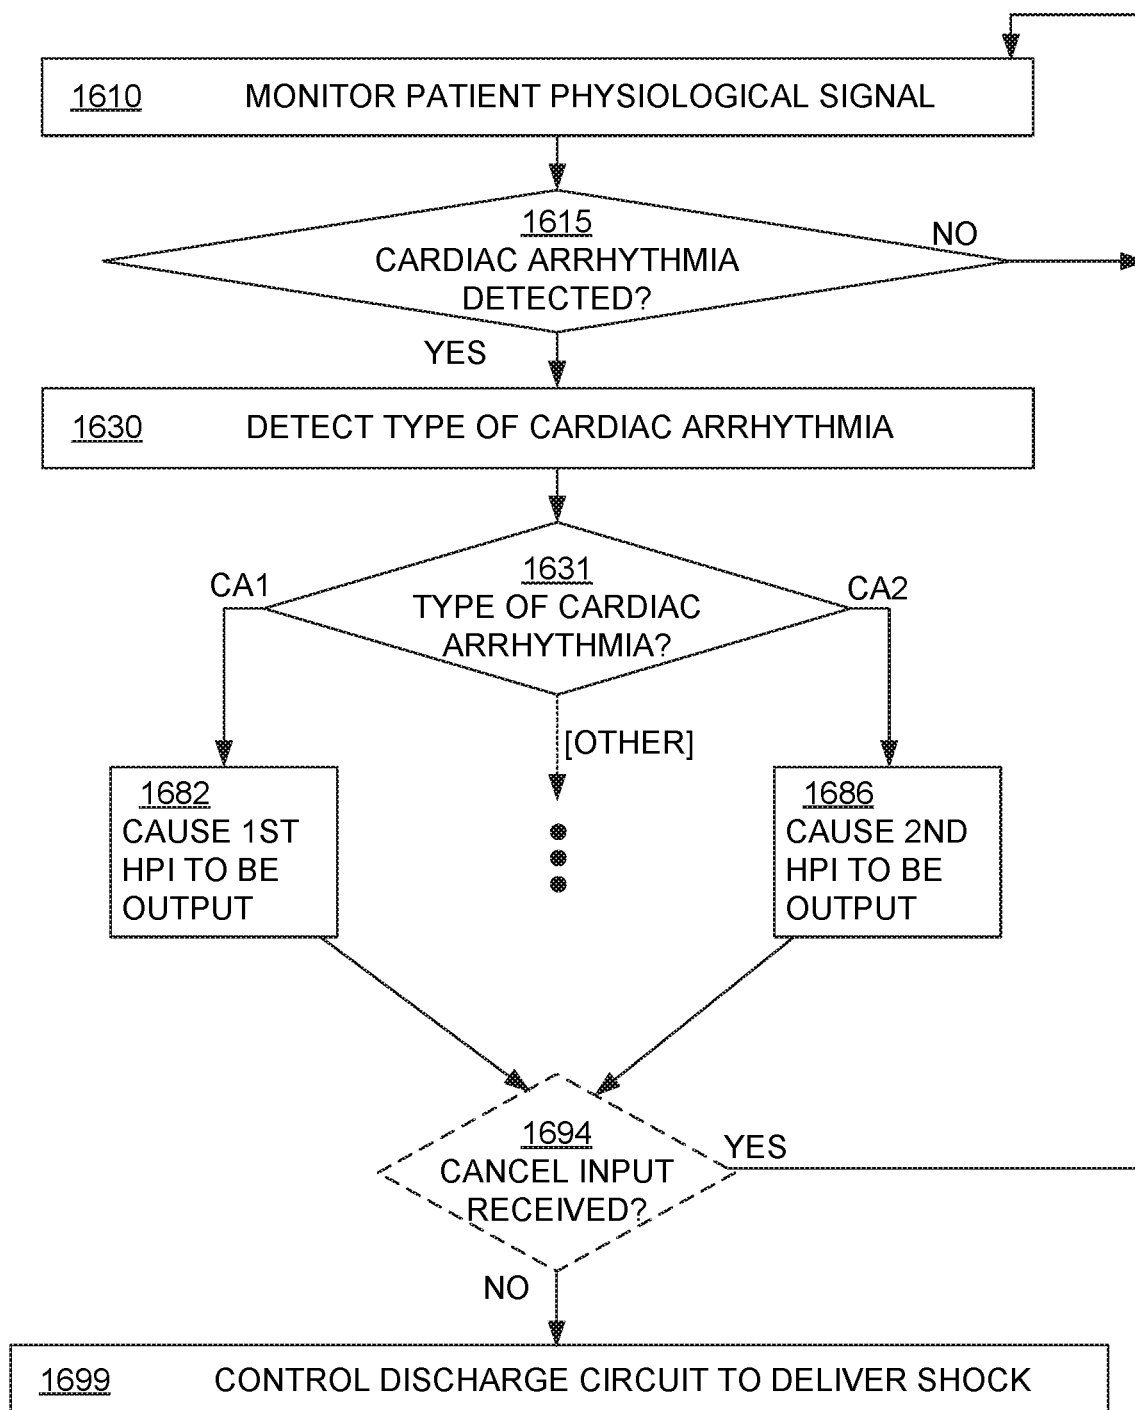 1610 MONITOR PATIENT PHYSIOLOGICAL SIGNAL
1615
CARDIAC ARRHYTHMIA
DETECTED?
NO
YES
1630 DETECT TYPE OF CARDIAC ARRHYTHMIA
1631
TYPE OF CARDIAC
ARRHYTHMIA?
CA1
CA2
[OTHER]
1682
CAUSE 1ST
HPI TO BE
OUTPUT
1686
CAUSE 2ND
HPI TO BE
OUTPUT
1694
CANCEL INPUT
RECEIVED?
YES
NO
1699 CONTROL DISCHARGE CIRCUIT TO DELIVER SHOCK